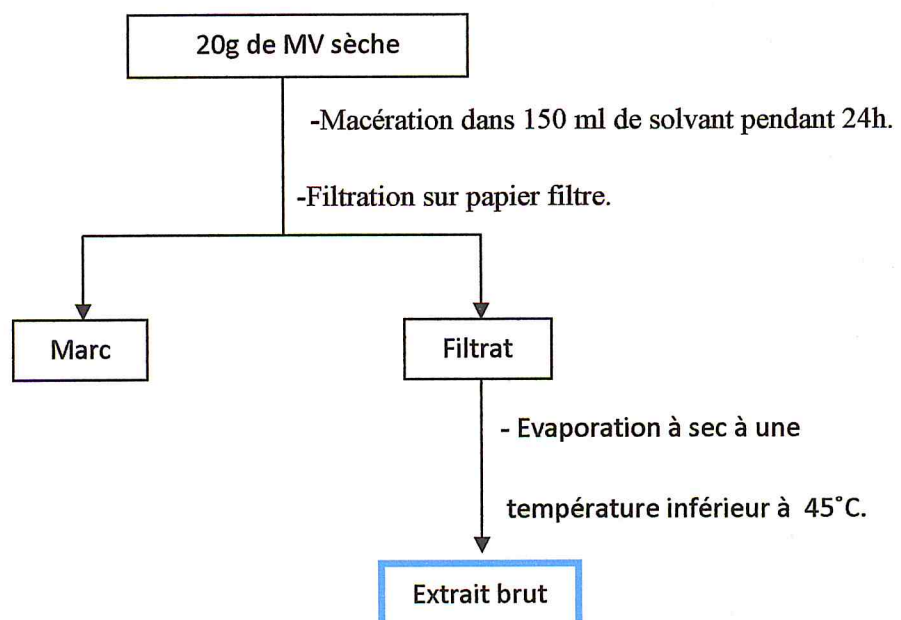 20g de MV sèche
-Macération dans 150 ml de solvant pendant 24h.
-Filtration sur papier filtre.
Marc
Filtrat
- Evaporation à sec à une
température inférieur à 45°C.
Extrait brut